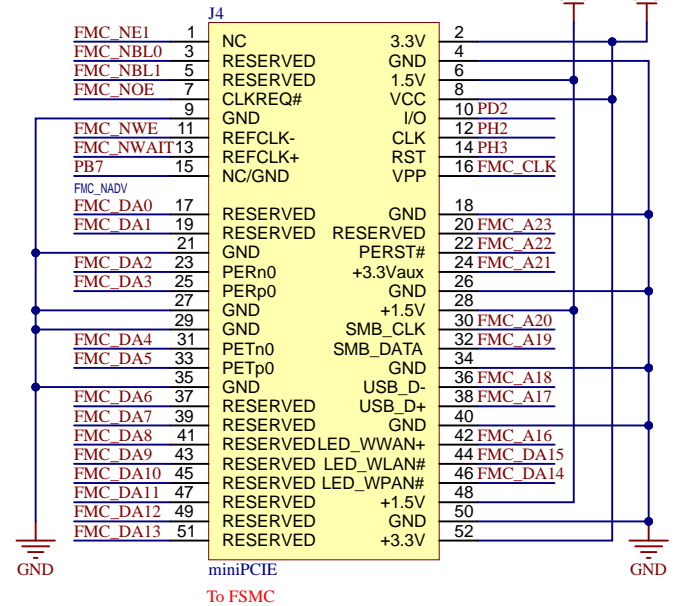 J4
FMC_NE1 1 NC 3.3V 2
FMC_NBL0 3 RESERVED GND 4
FMC_NBL1 5 RESERVED 1.5V 6
FMC_NOE 7 CLKREQ# VCC 8
9 GND I/O 10 PD2
FMC_NWE 11 REFCLK- CLK 12 PH2
FMC_NWAIT 13 REFCLK+ RST 14 PH3
PB7 15 NC/GND VPP 16 FMC_CLK
FMC_NADV
FMC_DA0 17 RESERVED GND 18
FMC_DA1 19 RESERVED RESERVED 20 FMC_A23
21 GND PERST# 22 FMC_A22
FMC_DA2 23 PERn0 +3.3Vaux 24 FMC_A21
FMC_DA3 25 PERp0 GND 26
27 GND +1.5V 28
29 GND SMB_CLK 30 FMC_A20
FMC_DA4 31 PETn0 SMB_DATA 32 FMC_A19
FMC_DA5 33 PETp0 GND 34
35 GND USB_D- 36 FMC_A18
FMC_DA6 37 RESERVED USB_D+ 38 FMC_A17
FMC_DA7 39 RESERVED GND 40
FMC_DA8 41 RESERVED LED_WWAN+ 42 FMC_A16
FMC_DA9 43 RESERVED LED_WLAN# 44 FMC_DA15
FMC_DA10 45 RESERVED LED_WPAN# 46 FMC_DA14
FMC_DA11 47 RESERVED +1.5V 48
FMC_DA12 49 RESERVED GND 50
FMC_DA13 51 RESERVED +3.3V 52
GND miniPCIE GND
To FSMC